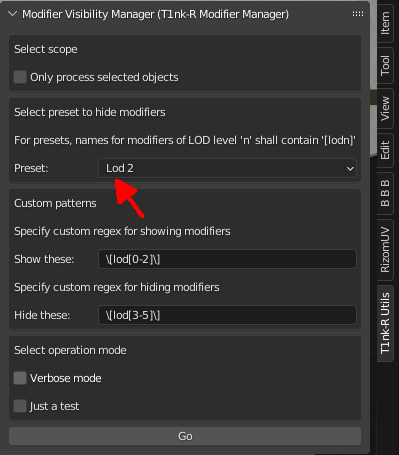 Modifier Visibility Manager (T1nk-R Modifier Manager)
Select scope
Only process selected objects
Select preset to hide modifiers
For presets, names for modifiers of LOD level 'n' shall contain '[lodn]'
Preset:
Lod 2
Custom patterns
Specify custom regex for showing modifiers
Show these:
\[lod[0-2]\]
Specify custom regex for hiding modifiers
Hide these:
\[lod[3-5]\]
Select operation mode
Verbose mode
Just a test
Go
Item
Tool
View
Edit
B B B
RizomUV
T1nk-R Utils